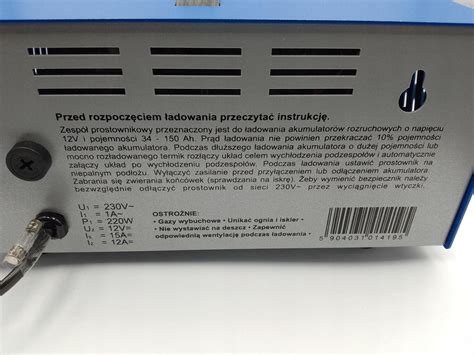 Przed rozpoczęciem ładowania przeczytać instrukcję.
Zespół prostownikowy przeznaczony jest do ładowania akumulatorów rozruchowych o napięciu
12V i pojemności 34 - 150 Ah. Prąd ładowania nie powinien przekraczać 10% pojemności
ładowanego akumulatora. Podczas dłuższego ładowania akumulatora o dużej pojemności lub
mocno rozładowanego termik rozłączy układ celem wychłodzenia podzespołów i automatycznie
załączy układ po wychłodzeniu. Podczas ładowania ustawić prostownik na
niepalnym podłożu. Wyłączyć zasilanie przed przyłączeniem lub odłączeniem akumulatora.
Zabrania się zwierania końcówek (sprawdzania na iskrę). Żeby wymienić bezpiecznik należy
bezwzględnie odłączyć prostownik od sieci 230V~ przez wyciągnięcie wtyczki.
U₁ = 230V~
I₁ = 1A~
P₁ = 220W
U₂ = 12V=
I₂ = 15A=
I₂ = 12A=
OSTROŻNIE:
• Gazy wybuchowe • Unikać ognia i iskier •
• Nie wystawiać na deszcz • Zapewnić
odpowiednią wentylację podczas ładowania •
5 904031 014195